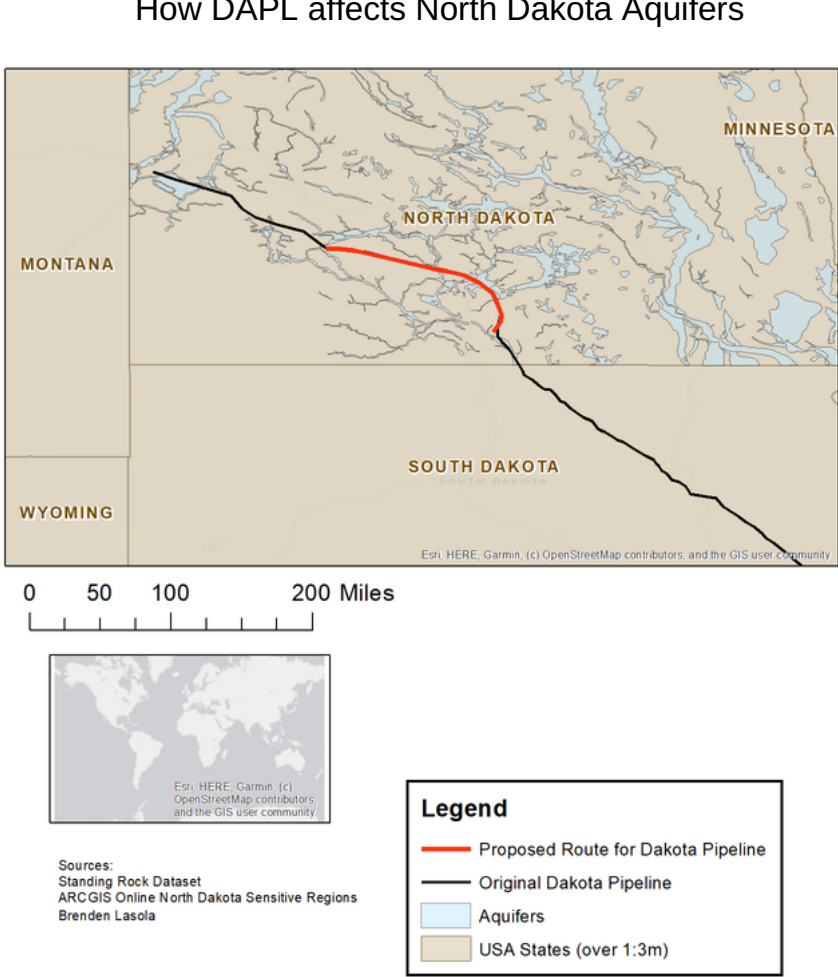 How DAPL affects North Dakota Aquifers
MINNESOTA
NORTH DAKOTA
MONTANA
SOUTH DAKOTA
SOUTH DAKOTA
WYOMING
Esri, HERE, Garmin, (c) OpenStreetMap contributors, and the GIS user community
0 50 100 200 Miles
Esri, HERE, Garmin, (c)
OpenStreetMap contributors,
and the GIS user community
Legend
Proposed Route for Dakota Pipeline
Original Dakota Pipeline
Aquifers
USA States (over 1:3m)
Sources:
Standing Rock Dataset
ARCGIS Online North Dakota Sensitive Regions
Brenden Lasola